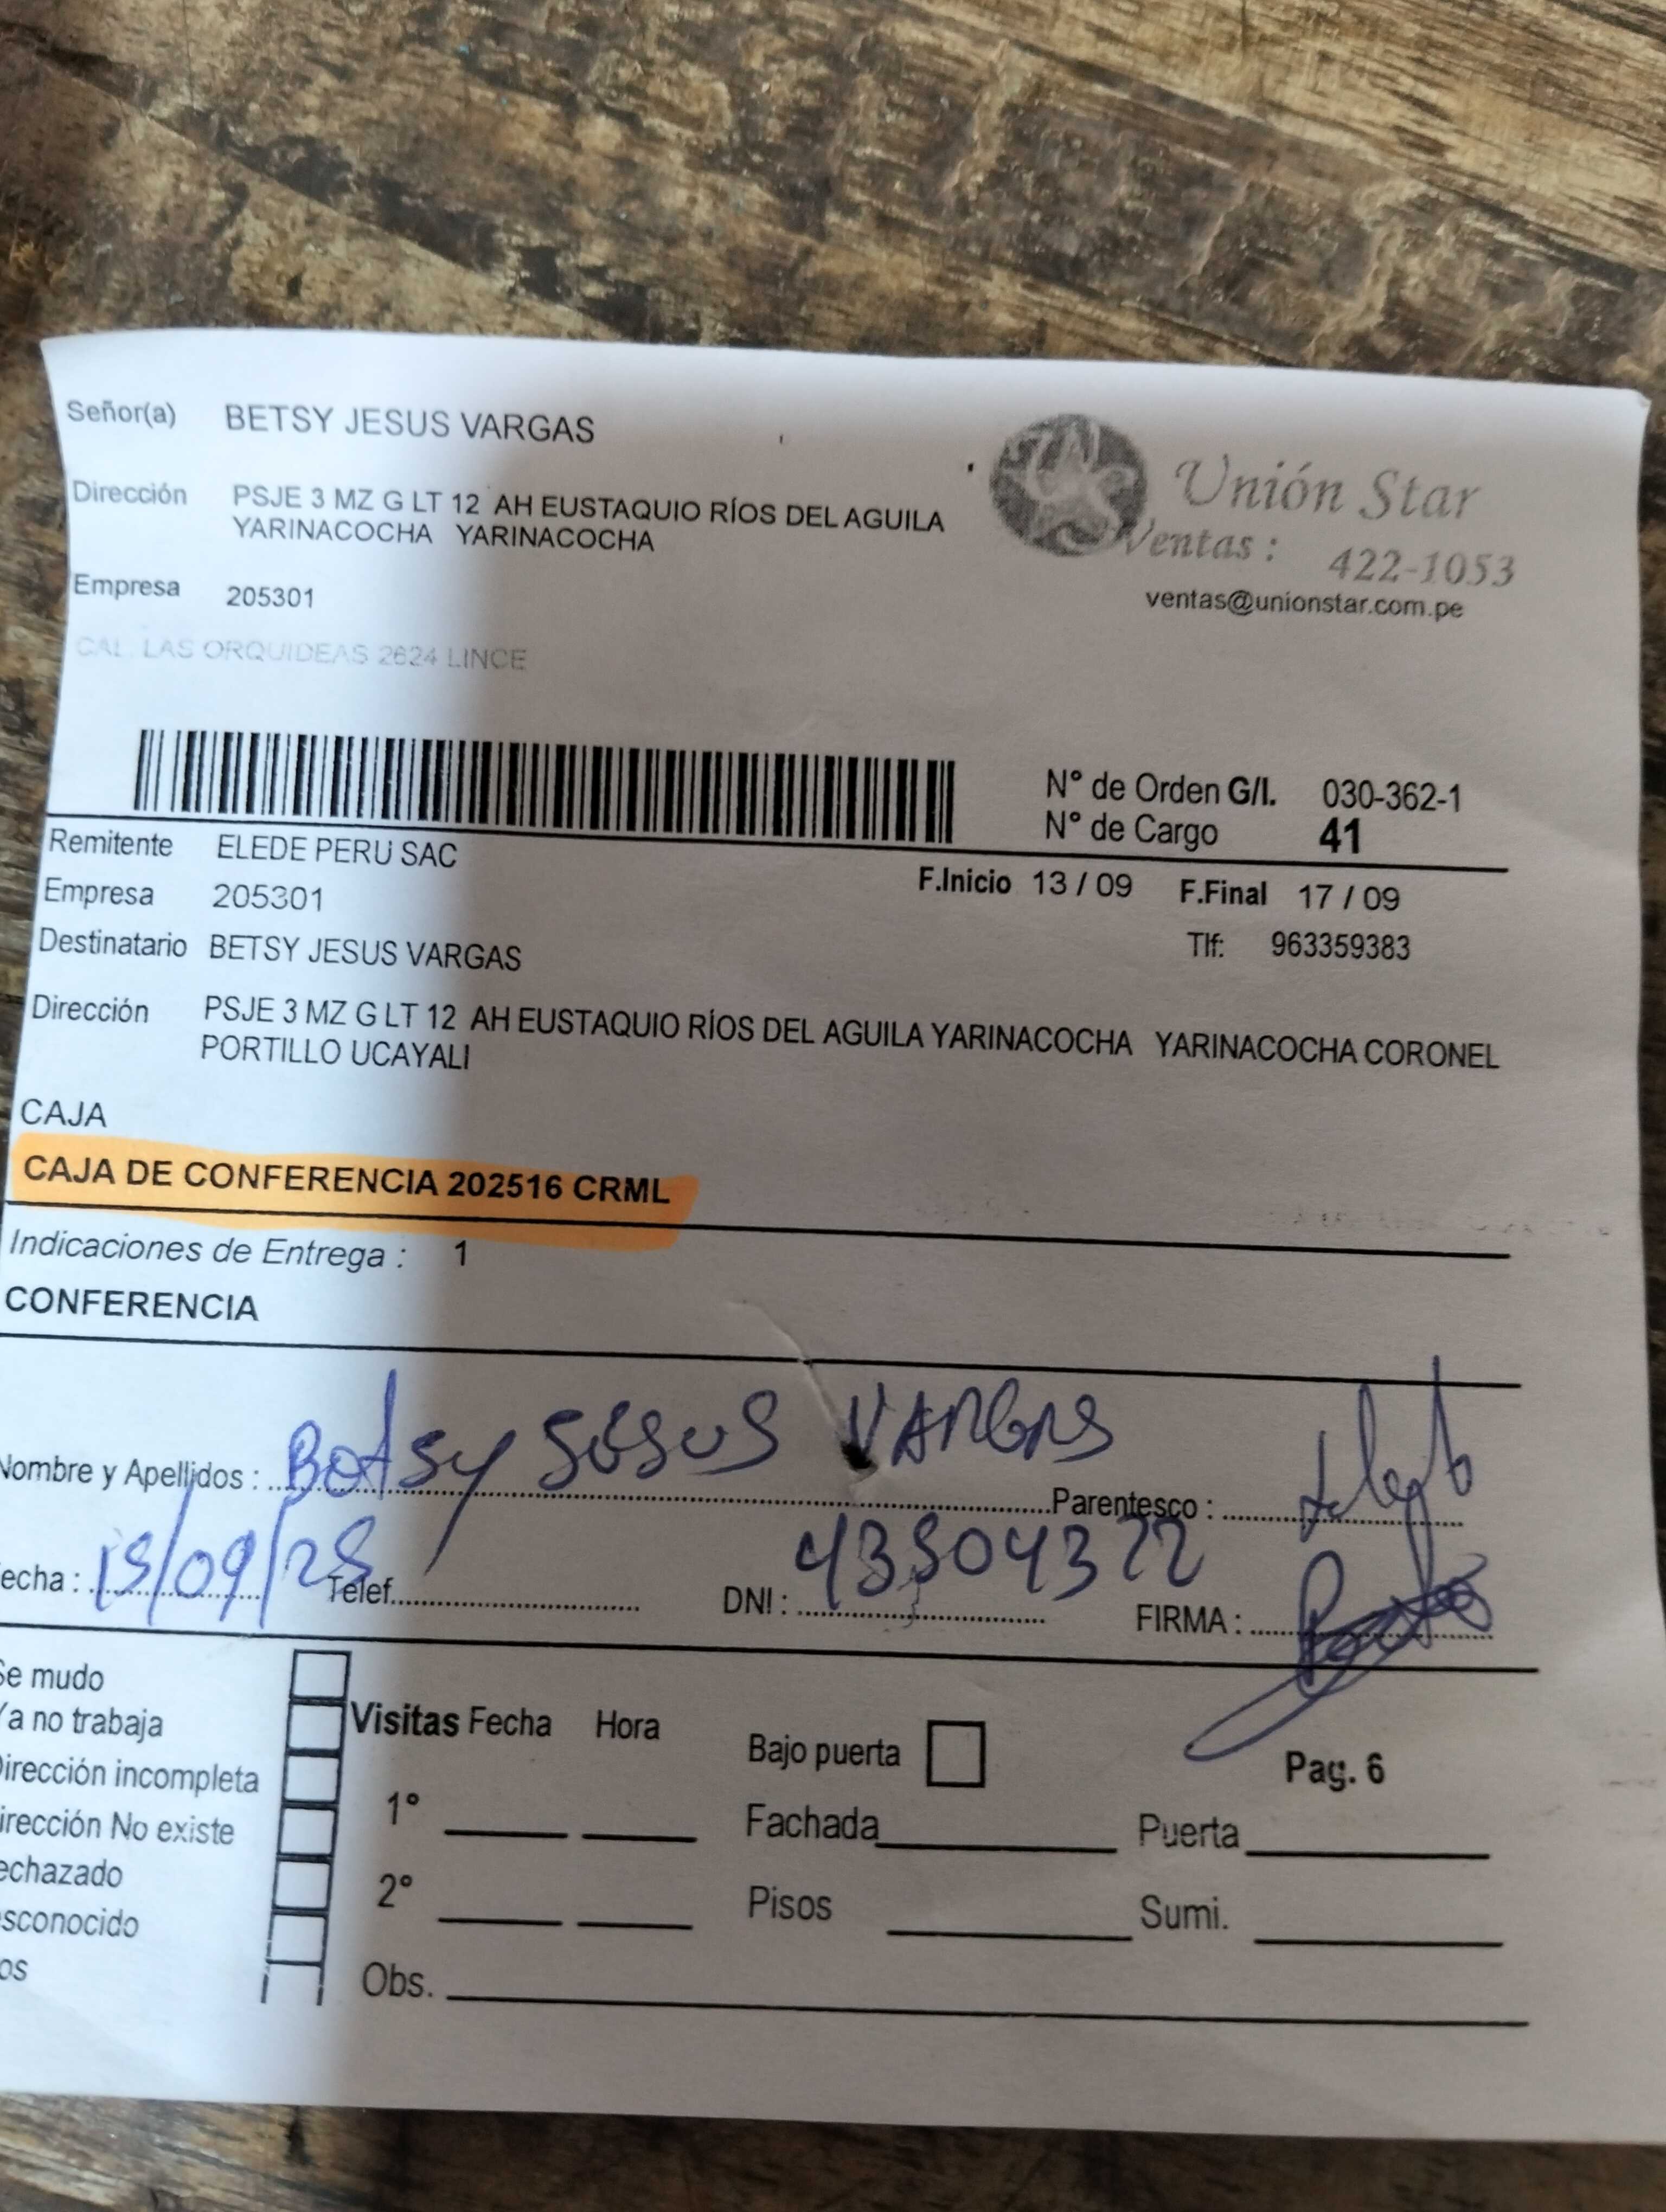 Señor(a) BETSY JESUS VARGAS
Dirección PSJE 3 MZ G LT 12 AH EUSTAQUIO RÍOS DEL AGUILA
YARINACOCHA YARINACOCHA
Unión Star
Ventas : 422-1053
ventas@unionstar.com.pe
Empresa 205301
CAL. LAS ORQUIDEAS 2624 LINCE
N° de Orden G/I. 030-362-1
N° de Cargo 41
Remitente ELEDE PERU SAC
F.Inicio 13 / 09 F.Final 17 / 09
Empresa 205301
Destinatario BETSY JESUS VARGAS
Tlf: 963359383
Dirección PSJE 3 MZ G LT 12 AH EUSTAQUIO RÍOS DEL AGUILA YARINACOCHA YARINACOCHA CORONEL
PORTILLO UCAYALI
CAJA
CAJA DE CONFERENCIA 202516 CRML
Indicaciones de Entrega : 1
CONFERENCIA
Nombre y Apellidos : Betsy Jesus VARGAS Parentesco :
echa : 15/09/25 Telef. DNI : 43504322 FIRMA :
Se mudo
Ya no trabaja
Dirección incompleta
irección No existe
echazado
sconocido
os
Visitas Fecha Hora
1°
2°
Obs.
Bajo puerta
Pag. 6
Fachada Puerta
Pisos Sumi.